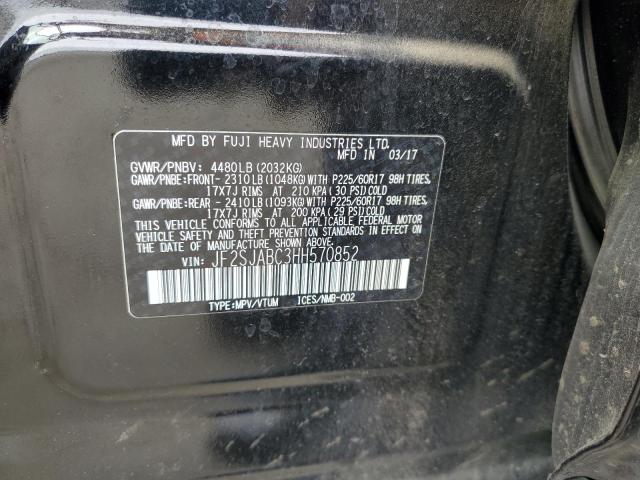 MFD BY FUJI HEAVY INDUSTRIES LTD.
MFD IN 03/17
GVWR/PNBV: 4480LB(2032KG)
GAWR/PNBE:FRONT-2310LB(1048KG)WITH P225/60R17 98H TIRES,
17X7J RIMS AT 210 KPA(30 PSI)COLD
GAWR/PNBE:REAR -2410LB(1093KG)WITH P225/60R17 98H TIRES,
17X7J RIMS AT 200 KPA(29 PSI)COLD
THIS VEHICLE CONFORMS TO ALL APPLICABLE FEDERAL MOTOR
VEHICLE SAFETY AND THEFT PREVENTION STANDARDS IN EFFECT ON
THE DATE OF MANUFACTURE SHOWN ABOVE.
VIN: JF2SJABC3HH570852
TYPE:MPV/VTUM ICES/NMB-002